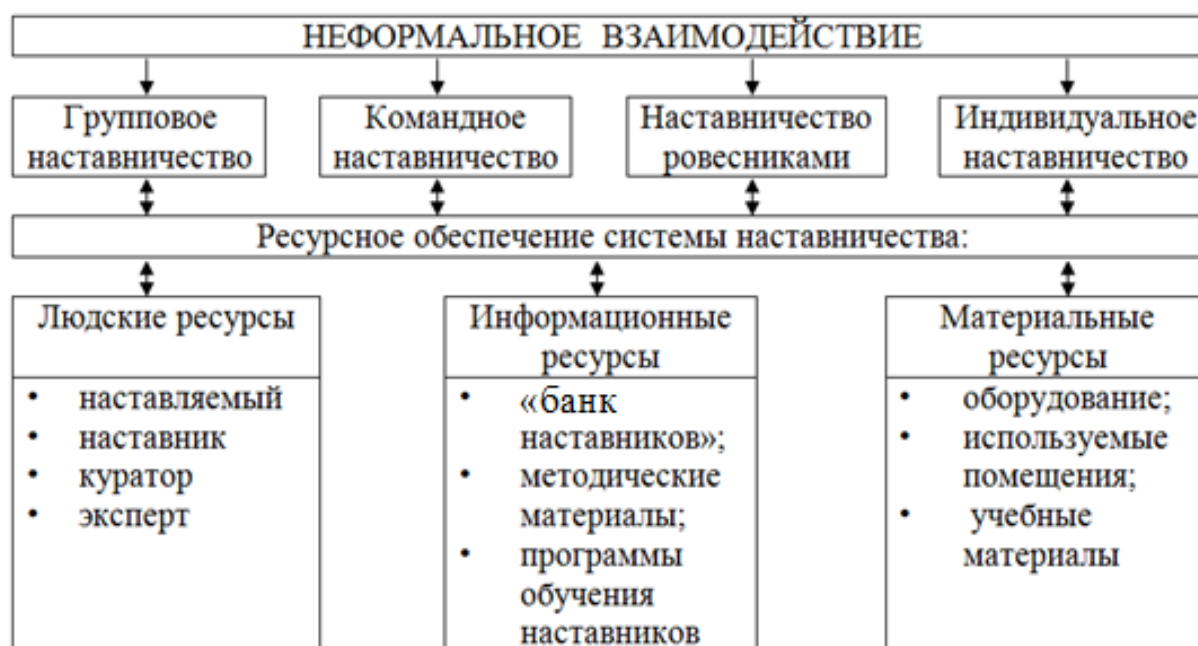 НЕФОРМАЛЬНОЕ ВЗАИМОДЕЙСТВИЕ
Групповое
наставничество
Командное
наставничество
Наставничество
ровесниками
Индивидуальное
наставничество
Ресурсное обеспечение системы наставничества:
Людские ресурсы
• наставляемый
• наставник
• куратор
• эксперт
Информационные
ресурсы
• «банк
наставников»;
• методические
материалы;
• программы
обучения
наставников
Материальные
ресурсы
• оборудование;
• используемые
помещения;
• учебные
материалы